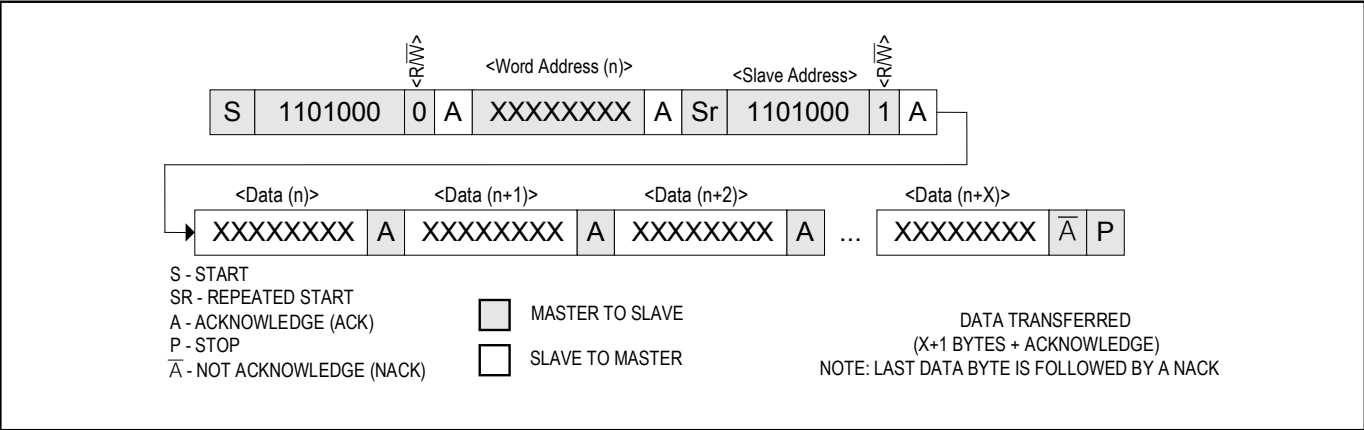 <R/W̅>
<Word Address (n)>
<Slave Address>
<R/W̅>
S 1101000 0 A XXXXXXXX A Sr 1101000 1 A
<Data (n)> <Data (n+1)> <Data (n+2)> <Data (n+X)>
XXXXXXXX A XXXXXXXX A XXXXXXXX A ... XXXXXXXX A̅ P
S - START
SR - REPEATED START
A - ACKNOWLEDGE (ACK)
P - STOP
A̅ - NOT ACKNOWLEDGE (NACK)
MASTER TO SLAVE
SLAVE TO MASTER
DATA TRANSFERRED
(X+1 BYTES + ACKNOWLEDGE)
NOTE: LAST DATA BYTE IS FOLLOWED BY A NACK